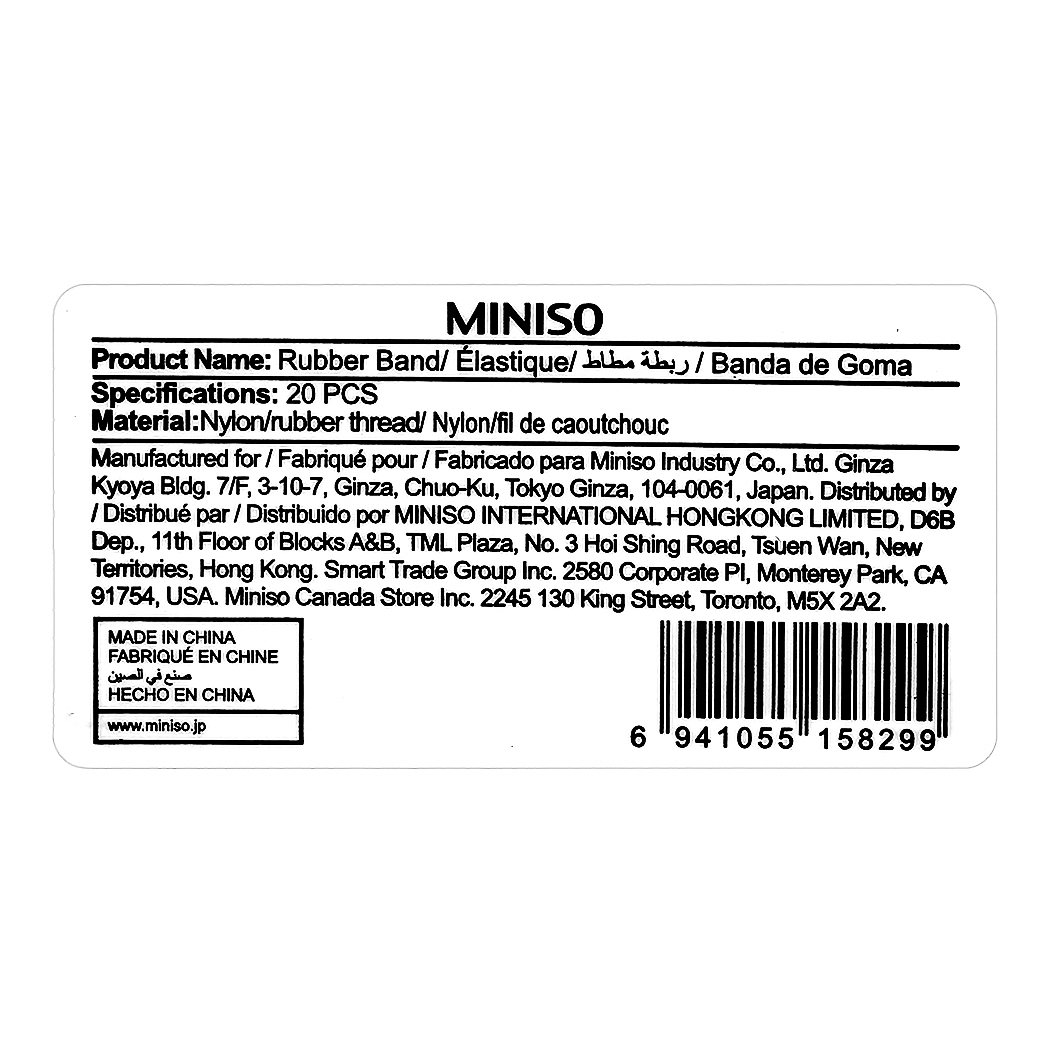 MINISO
Product Name: Rubber Band/ Élastique/ ربطة مطاط / Banda de Goma
Specifications: 20 PCS
Material:Nylon/rubber thread/ Nylon/fil de caoutchouc
Manufactured for / Fabriqué pour / Fabricado para Miniso Industry Co., Ltd. Ginza
Kyoya Bldg. 7/F, 3-10-7, Ginza, Chuo-Ku, Tokyo Ginza, 104-0061, Japan. Distributed by
/ Distribué par / Distribuido por MINISO INTERNATIONAL HONGKONG LIMITED, D6B
Dep., 11th Floor of Blocks A&B, TML Plaza, No. 3 Hoi Shing Road, Tsuen Wan, New
Territories, Hong Kong. Smart Trade Group Inc. 2580 Corporate Pl, Monterey Park, CA
91754, USA. Miniso Canada Store Inc. 2245 130 King Street, Toronto, M5X 2A2.
MADE IN CHINA
FABRIQUÉ EN CHINE
صنع في الصين
HECHO EN CHINA
www.miniso.jp
6 941055 158299